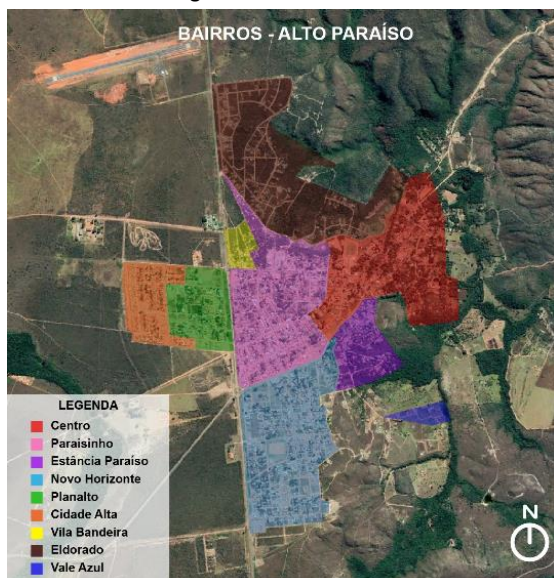 BAIRROS - ALTO PARAÍSO
LEGENDA
Centro
Paraisinho
Estância Paraíso
Novo Horizonte
Planalto
Cidade Alta
Vila Bandeira
Eldorado
Vale Azul
N